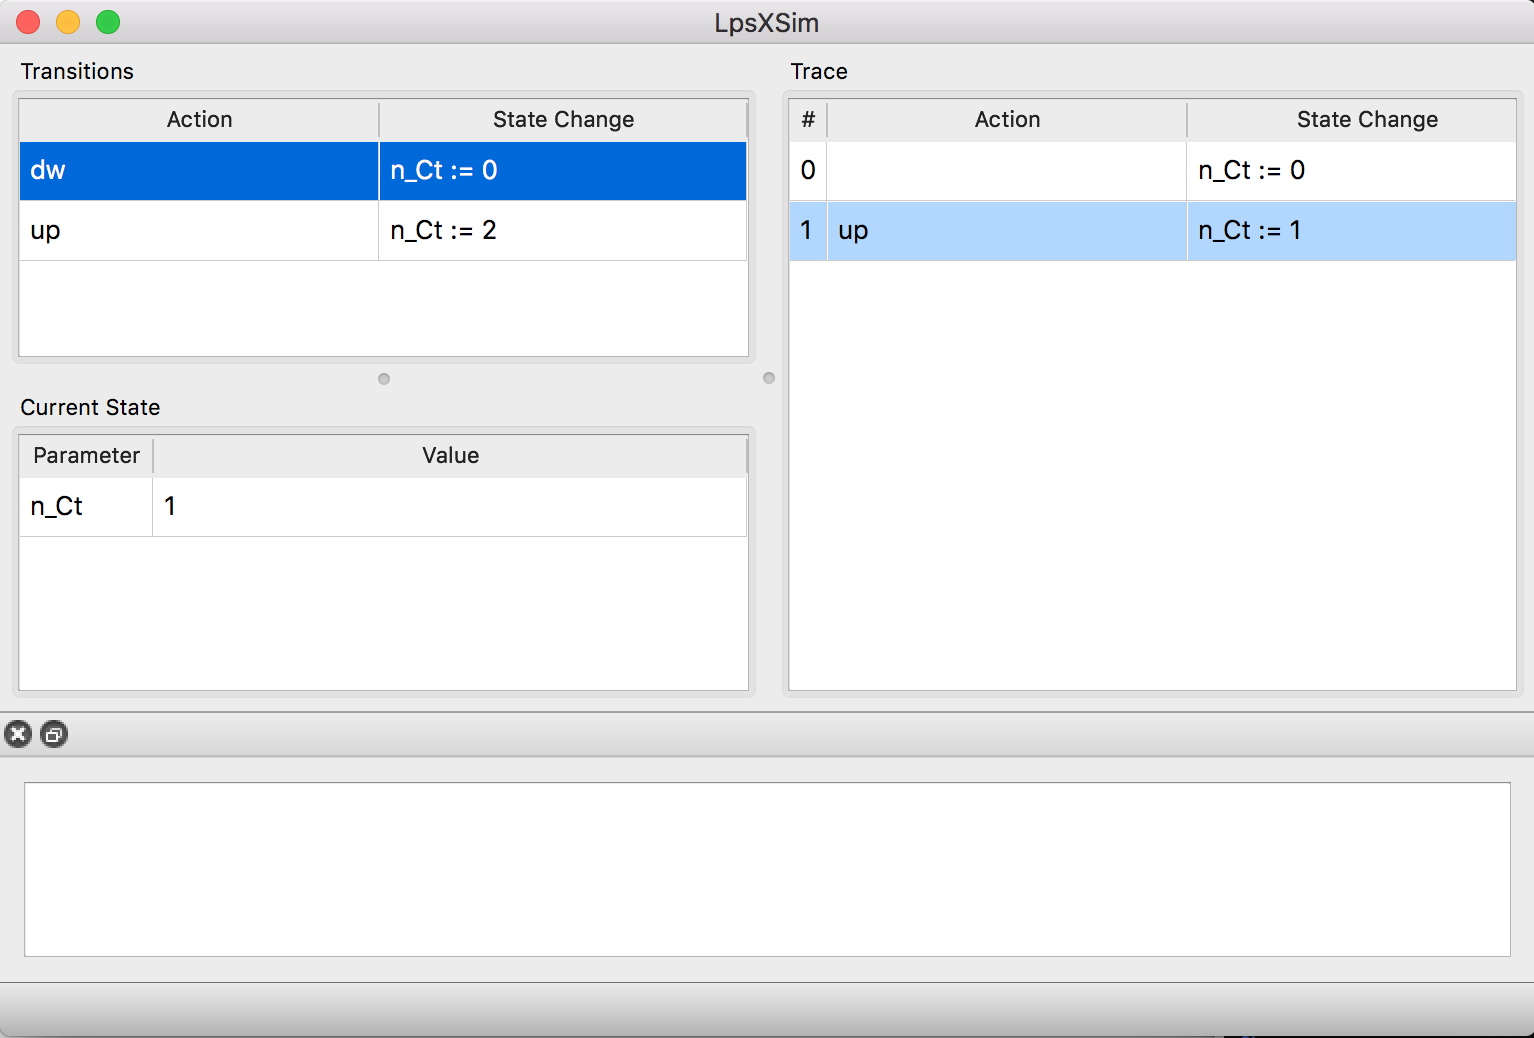 LpsXSim
Transitions
Action State Change
dw n_Ct := 0
up n_Ct := 2
Current State
Parameter Value
n_Ct 1
Trace
# Action State Change
0 n_Ct := 0
1 up n_Ct := 1